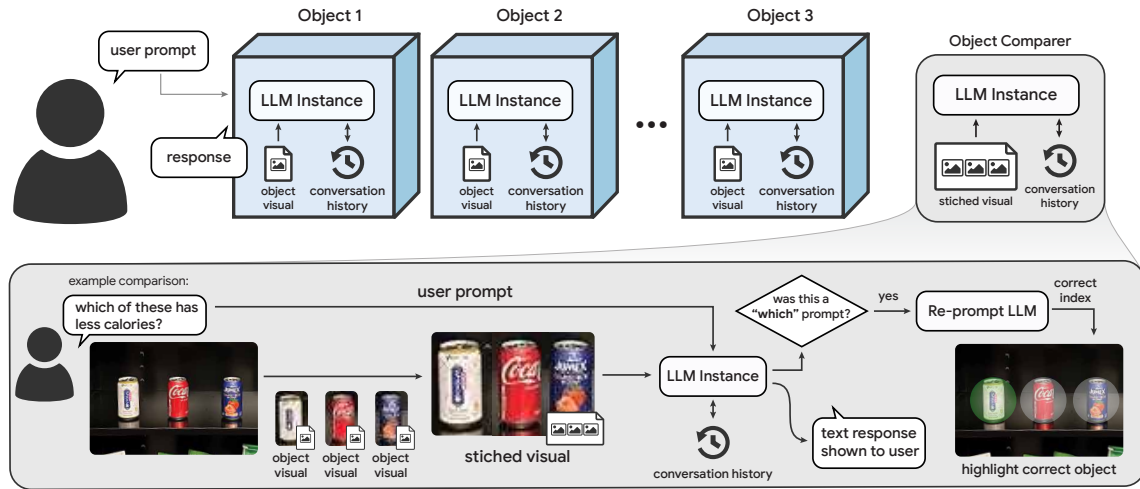 Object 1
Object 2
Object 3
Object Comparer
user prompt
response
LLM Instance
object
visual
conversation
history
LLM Instance
object
visual
conversation
history
...
LLM Instance
object
visual
conversation
history
LLM Instance
stiched visual
conversation
history
example comparison:
which of these has
less calories?
user prompt
was this a
"which" prompt?
yes
Re-prompt LLM
correct
index
object
visual
object
visual
object
visual
Coca-Cola
JUMEX
stiched visual
LLM Instance
conversation history
text response
shown to user
highlight correct object